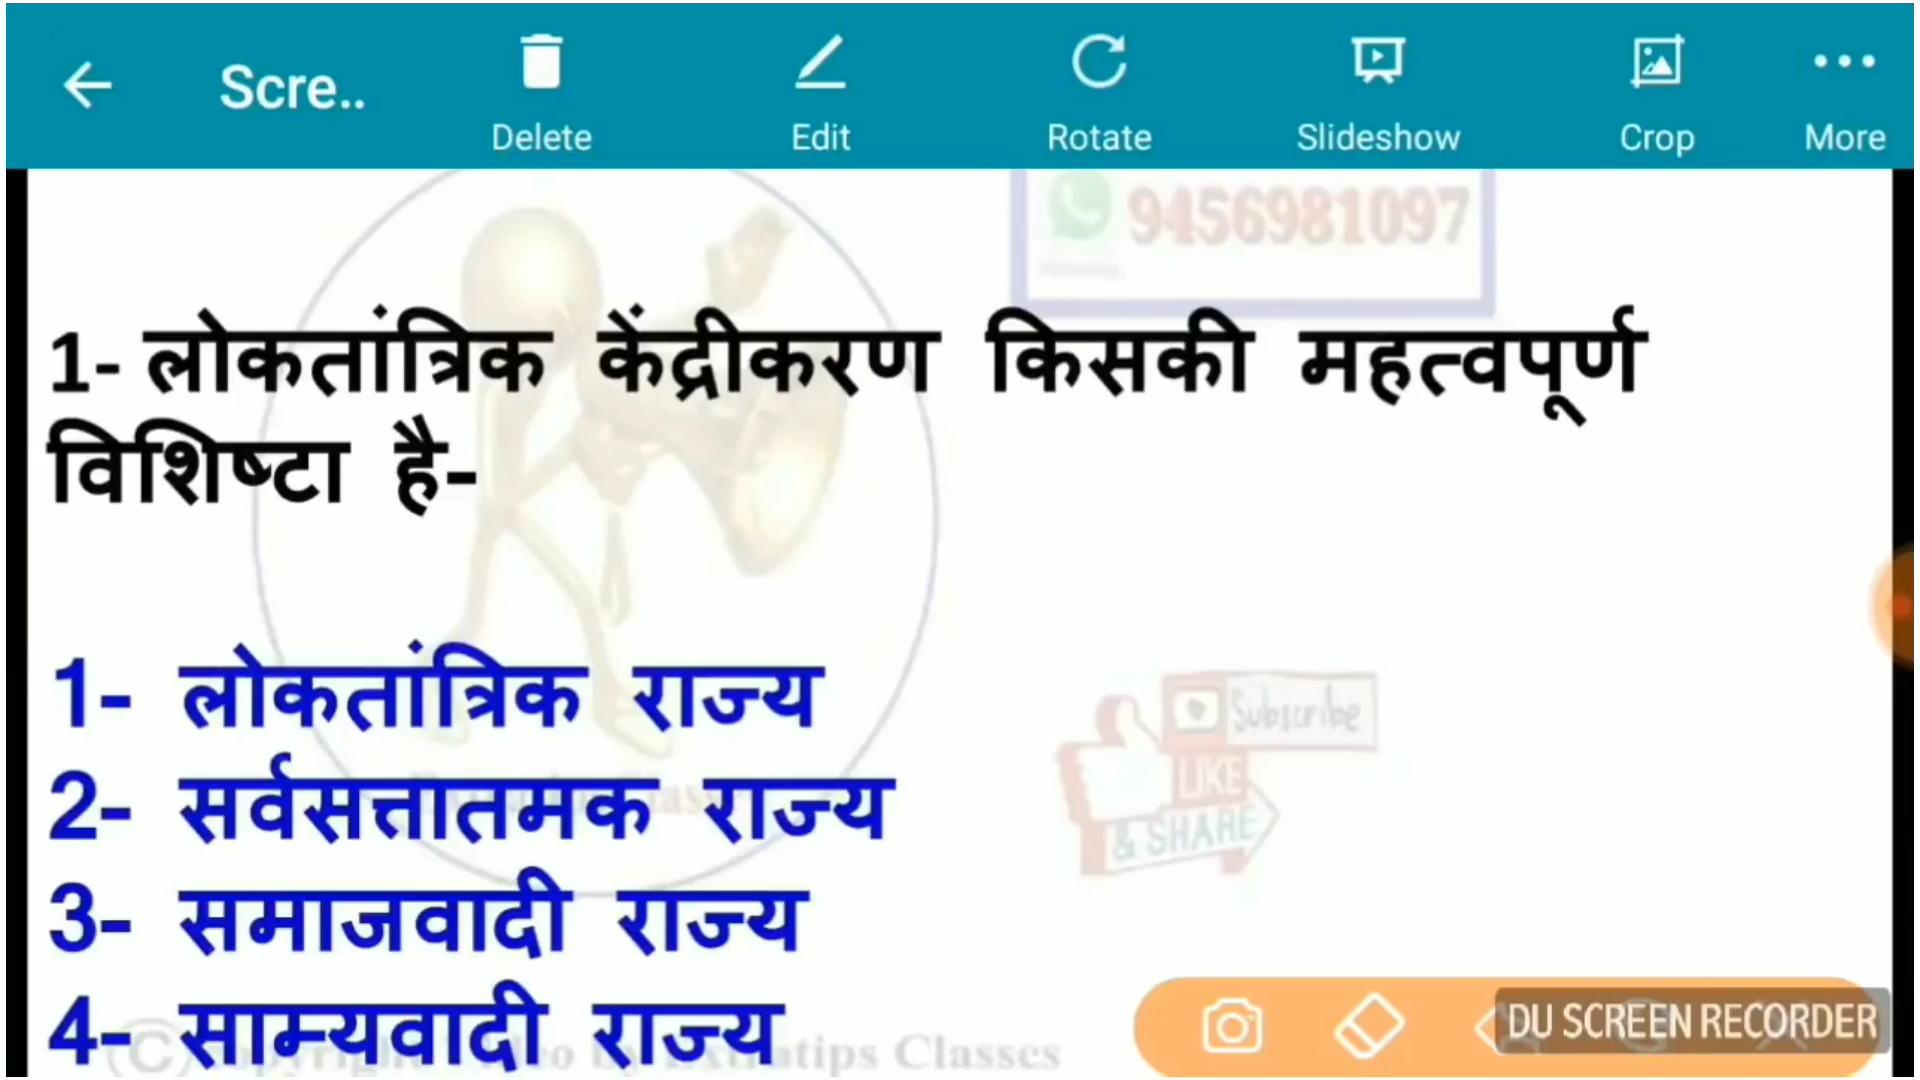 Scre..
Delete
Edit
Rotate
Slideshow
Crop
More
9456981097
1- लोकतांत्रिक केंद्रीकरण किसकी महत्वपूर्ण
विशिष्टा है-
1- लोकतांत्रिक राज्य
Subscribe
LIKE
2- सर्वसत्तातमक राज्य
& SHARE
3- समाजवादी राज्य
4- साम्यवादी राज्य
DU SCREEN RECORDER
Classes